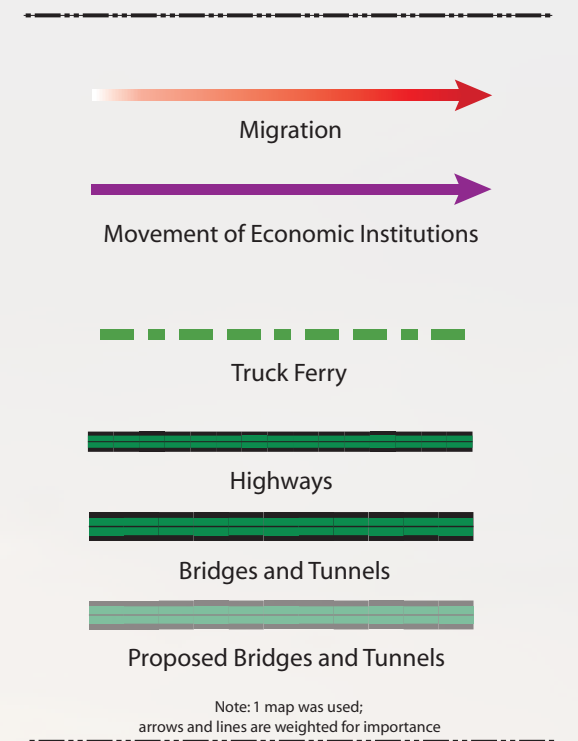 Migration
Movement of Economic Institutions
Truck Ferry
Highways
Bridges and Tunnels
Proposed Bridges and Tunnels
Note: 1 map was used;
arrows and lines are weighted for importance